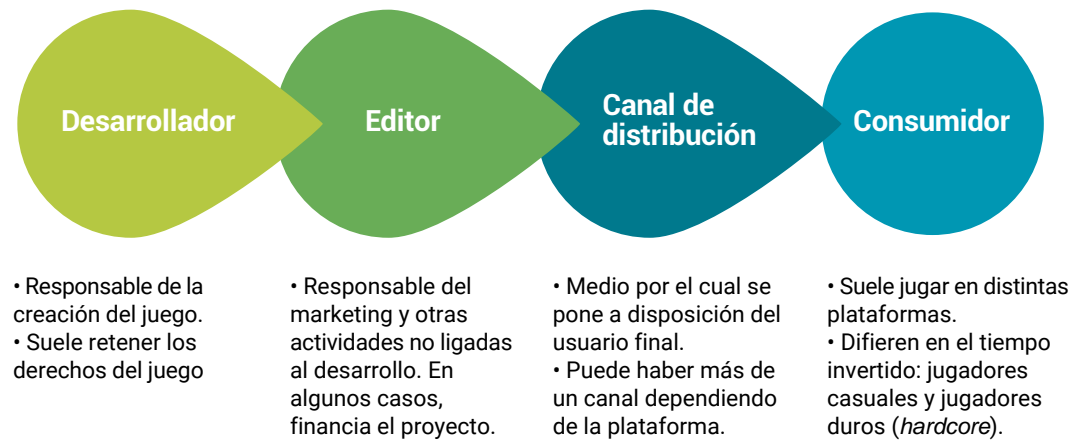 Desarrollador
Editor
Canal de
distribución
Consumidor
• Responsable de la
creación del juego.
• Suele retener los
derechos del juego
• Responsable del
marketing y otras
actividades no ligadas
al desarrollo. En
algunos casos,
financia el proyecto.
• Medio por el cual se
pone a disposición del
usuario final.
• Puede haber más de
un canal dependiendo
de la plataforma.
• Suele jugar en distintas
plataformas.
• Difieren en el tiempo
invertido: jugadores
casuales y jugadores
duros (hardcore).